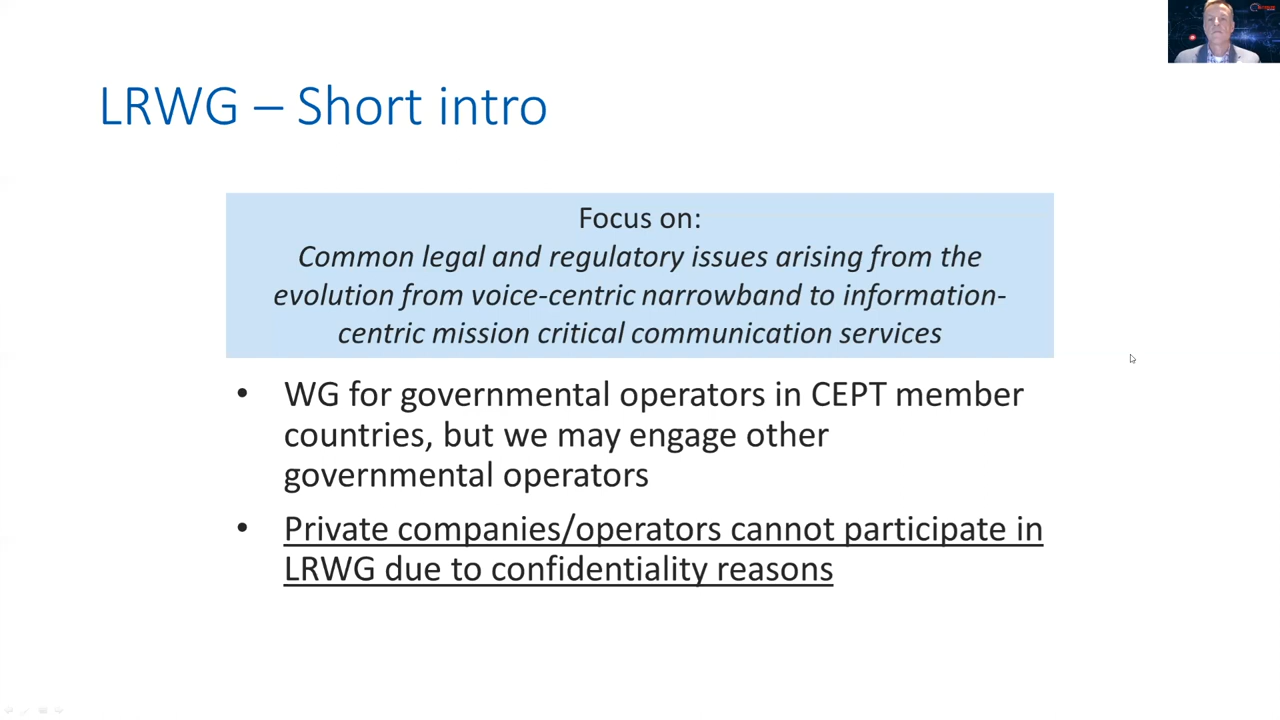 LRWG – Short intro
Focus on:
Common legal and regulatory issues arising from the
evolution from voice-centric narrowband to information-
centric mission critical communication services
• WG for governmental operators in CEPT member
countries, but we may engage other
governmental operators
• Private companies/operators cannot participate in
LRWG due to confidentiality reasons